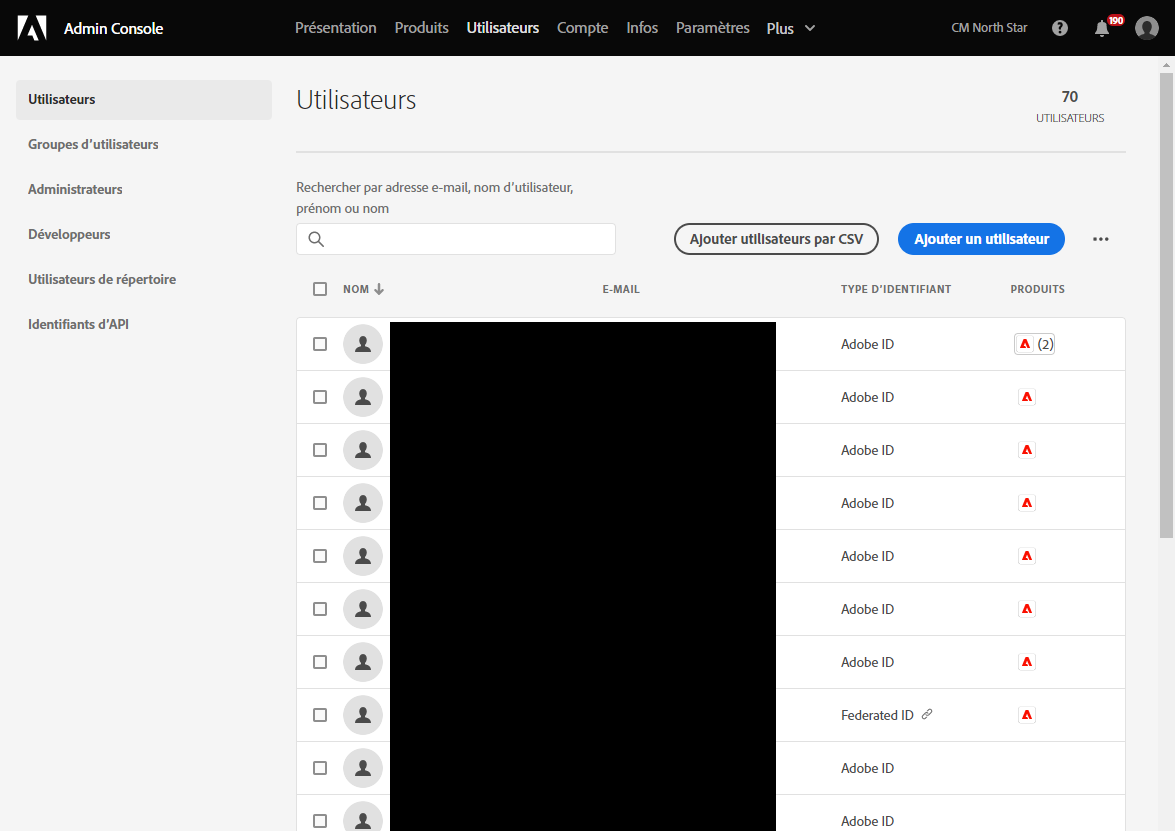 Admin Console
Présentation Produits Utilisateurs Compte Infos Paramètres Plus
CM North Star ? 190
Utilisateurs
Groupes d’utilisateurs
Administrateurs
Développeurs
Utilisateurs de répertoire
Identifiants d’API
Utilisateurs
70
UTILISATEURS
Rechercher par adresse e-mail, nom d’utilisateur,
prénom ou nom
Ajouter utilisateurs par CSV Ajouter un utilisateur
NOM E-MAIL TYPE D’IDENTIFIANT PRODUITS
Adobe ID (2)
Adobe ID
Adobe ID
Adobe ID
Adobe ID
Adobe ID
Adobe ID
Federated ID
Adobe ID
Adobe ID